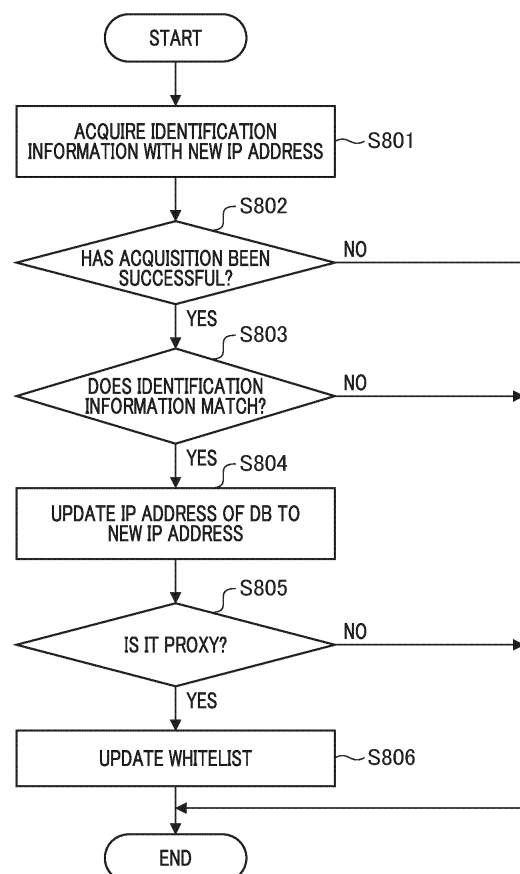 START
ACQUIRE IDENTIFICATION
INFORMATION WITH NEW IP ADDRESS
S801
S802
HAS ACQUISITION BEEN
SUCCESSFUL?
NO
YES
S803
DOES IDENTIFICATION
INFORMATION MATCH?
NO
YES
S804
UPDATE IP ADDRESS OF DB TO
NEW IP ADDRESS
S805
IS IT PROXY?
NO
YES
UPDATE WHITELIST
S806
END